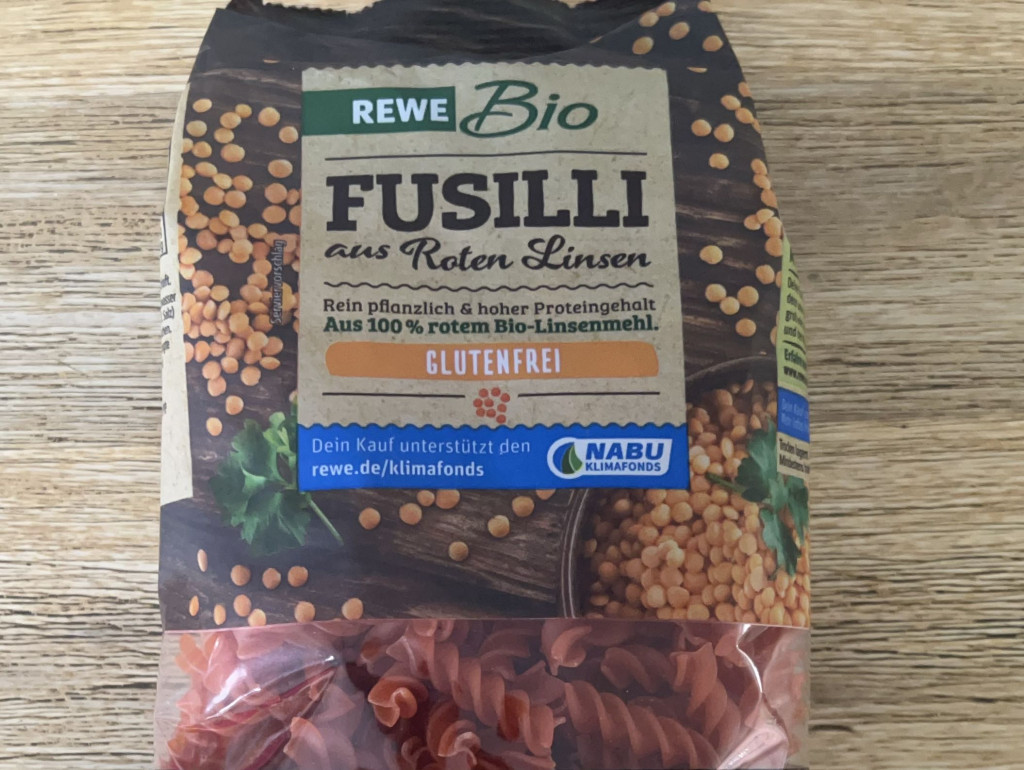 REWE Bio
FUSILLI
aus Roten Linsen
Rein pflanzlich & hoher Proteingehalt
Aus 100 % rotem Bio-Linsenmehl.
GLUTENFREI
Dein Kauf unterstützt den
rewe.de/klimafonds
NABU
KLIMAFONDS
Serviervorschlag